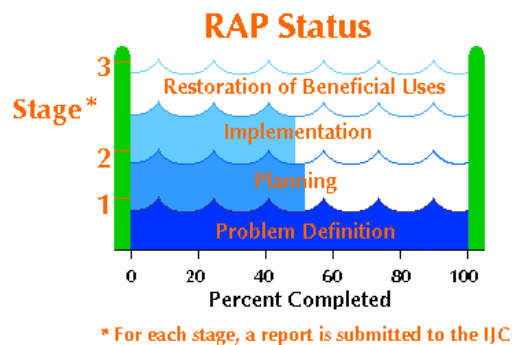 RAP Status
3
Restoration of Beneficial Uses
Stage*
Implementation
2
Planning
1
Problem Definition
0 20 40 60 80 100
Percent Completed
* For each stage, a report is submitted to the IJC